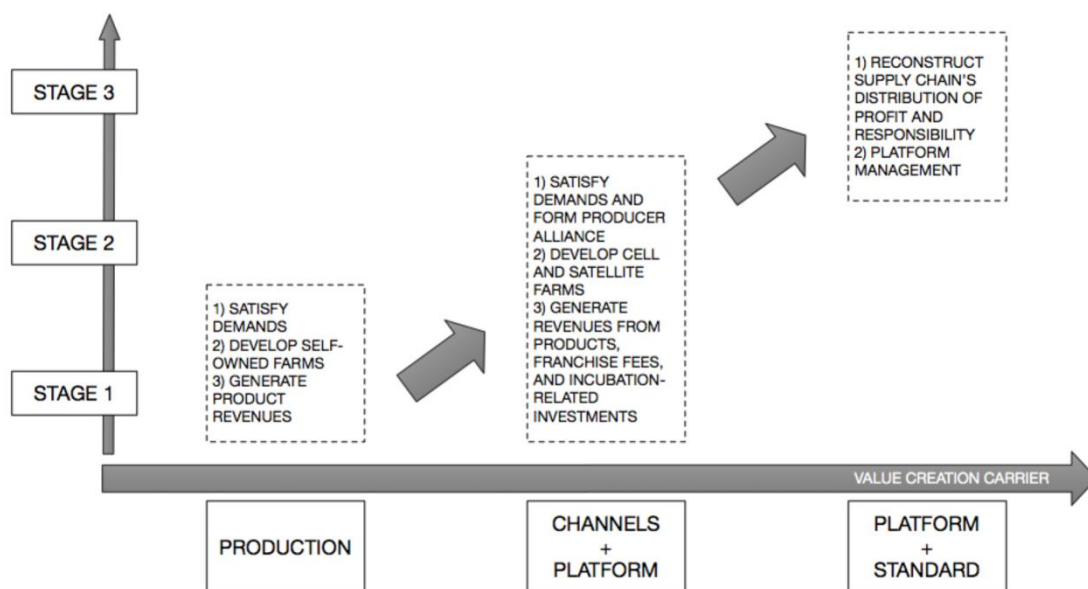 STAGE 3
1) RECONSTRUCT
SUPPLY CHAIN'S
DISTRIBUTION OF
PROFIT AND
RESPONSIBILITY
2) PLATFORM
MANAGEMENT
STAGE 2
1) SATISFY
DEMANDS AND
FORM PRODUCER
ALLIANCE
2) DEVELOP CELL
AND SATELLITE
FARMS
3) GENERATE
REVENUES FROM
PRODUCTS,
FRANCHISE FEES,
AND INCUBATION-
RELATED
INVESTMENTS
STAGE 1
1) SATISFY
DEMANDS
2) DEVELOP SELF-
OWNED FARMS
3) GENERATE
PRODUCT
REVENUES
VALUE CREATION CARRIER
PRODUCTION
CHANNELS
+
PLATFORM
PLATFORM
+
STANDARD